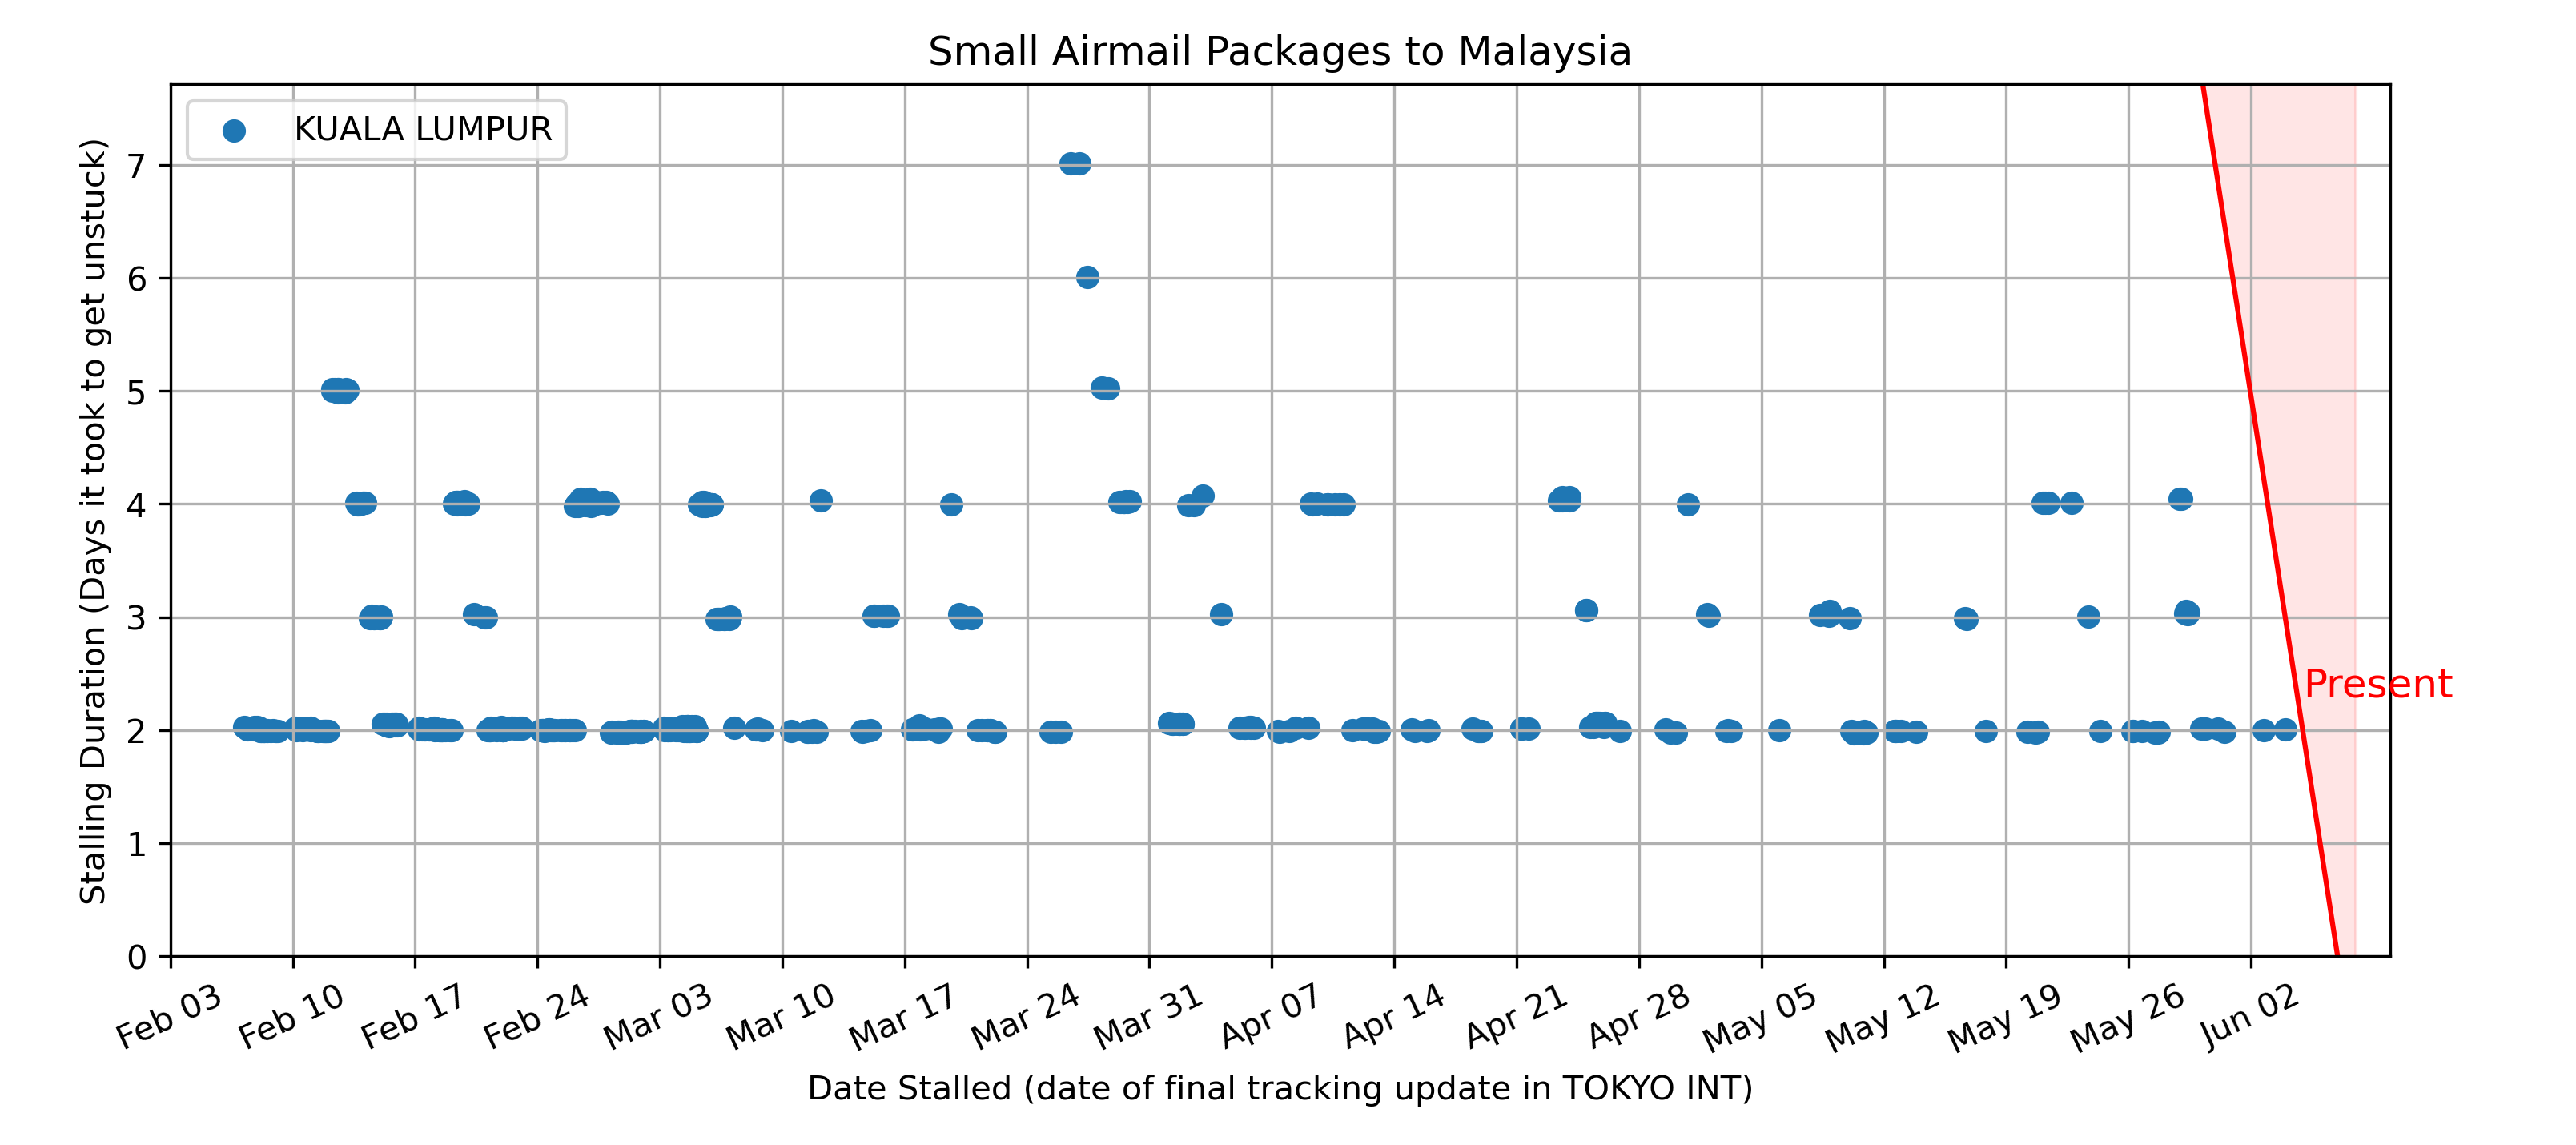 Small Airmail Packages to Malaysia
KUALA LUMPUR
Stalling Duration (Days it took to get unstuck)
7
6
5
4
3
2
1
0
Present
Feb 03
Feb 10
Feb 17
Feb 24
Mar 03
Mar 10
Mar 17
Mar 24
Mar 31
Apr 07
Apr 14
Apr 21
Apr 28
May 05
May 12
May 19
May 26
Jun 02
Date Stalled (date of final tracking update in TOKYO INT)